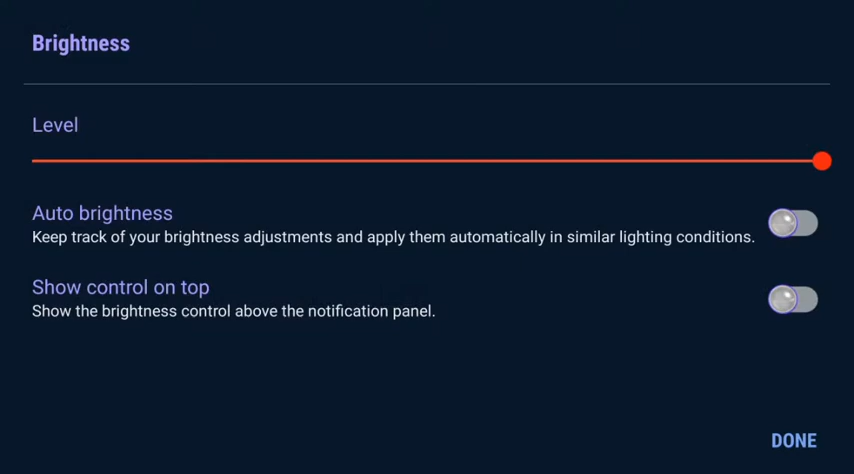 Brightness
Level
Auto brightness
Keep track of your brightness adjustments and apply them automatically in similar lighting conditions.
Show control on top
Show the brightness control above the notification panel.
DONE